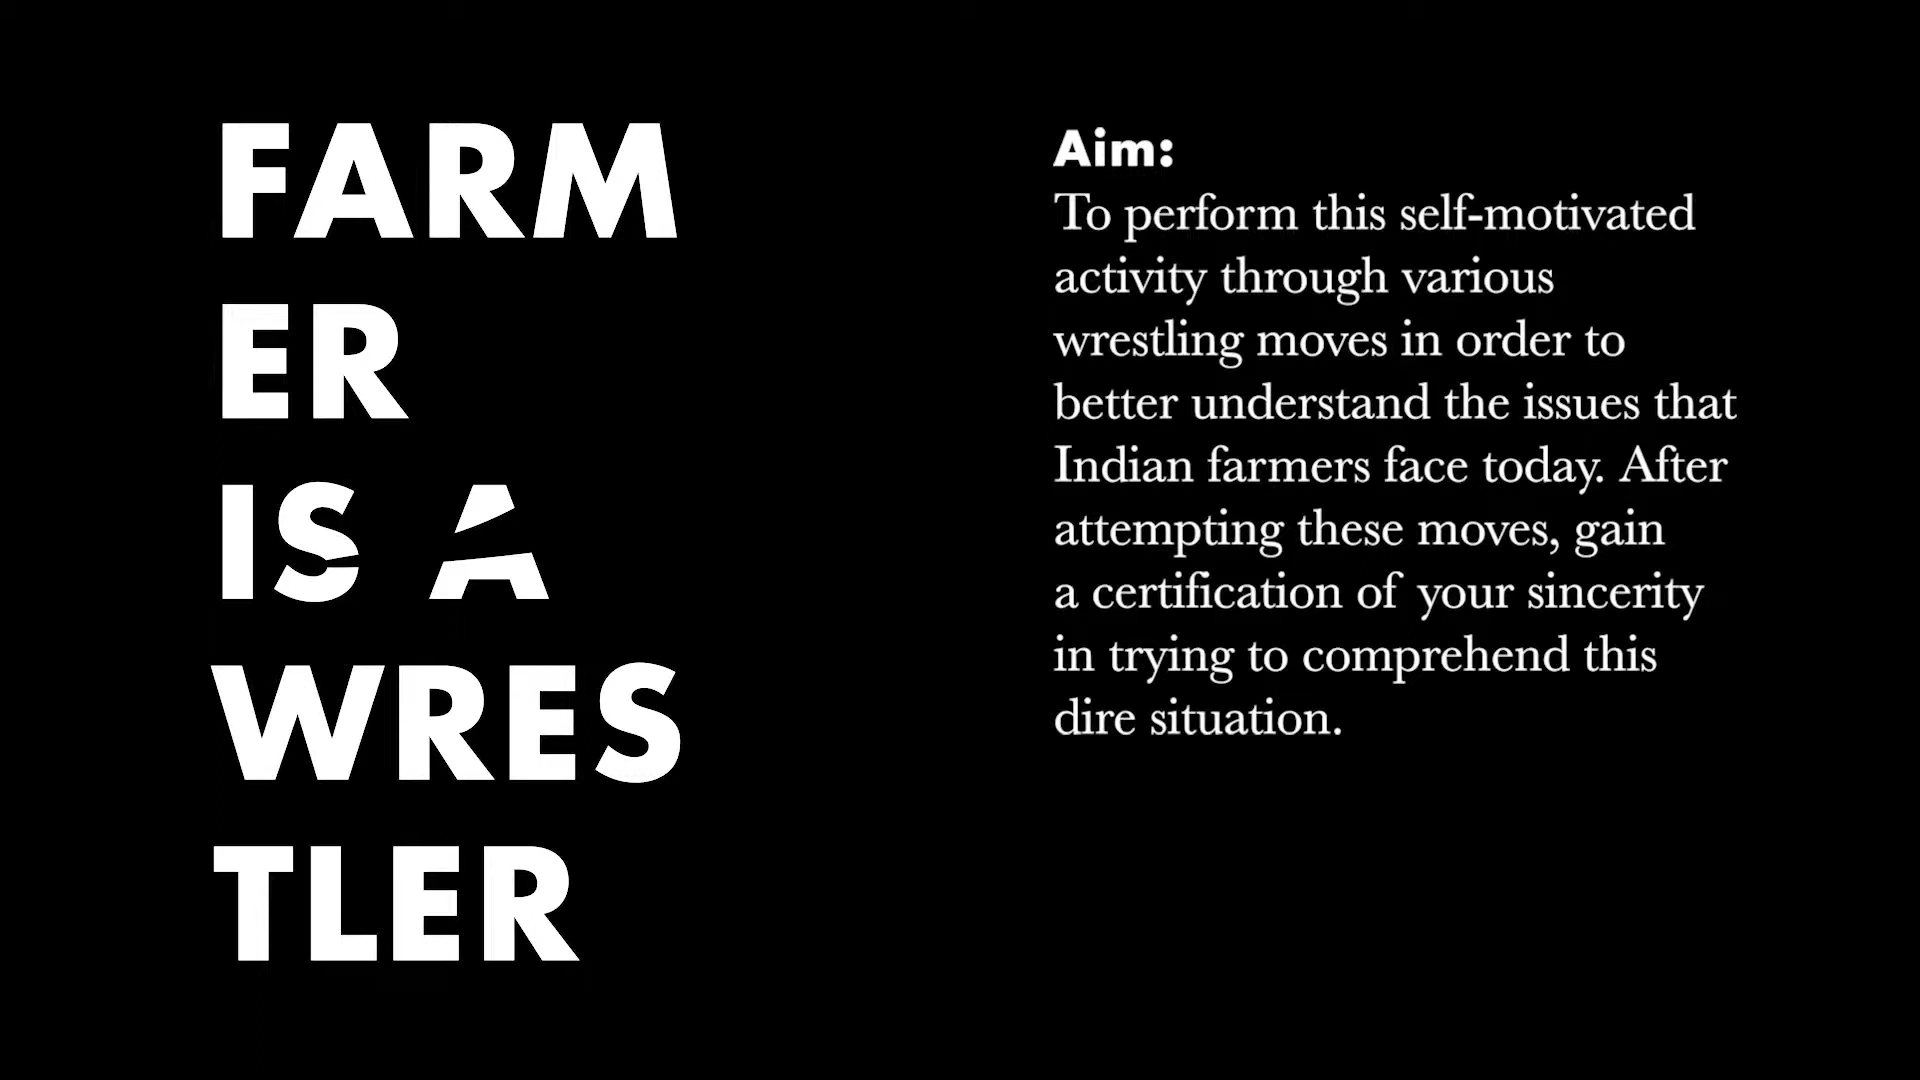 FARM
ER
IS A
WRES
TLER
Aim:
To perform this self-motivated
activity through various
wrestling moves in order to
better understand the issues that
Indian farmers face today. After
attempting these moves, gain
a certification of your sincerity
in trying to comprehend this
dire situation.